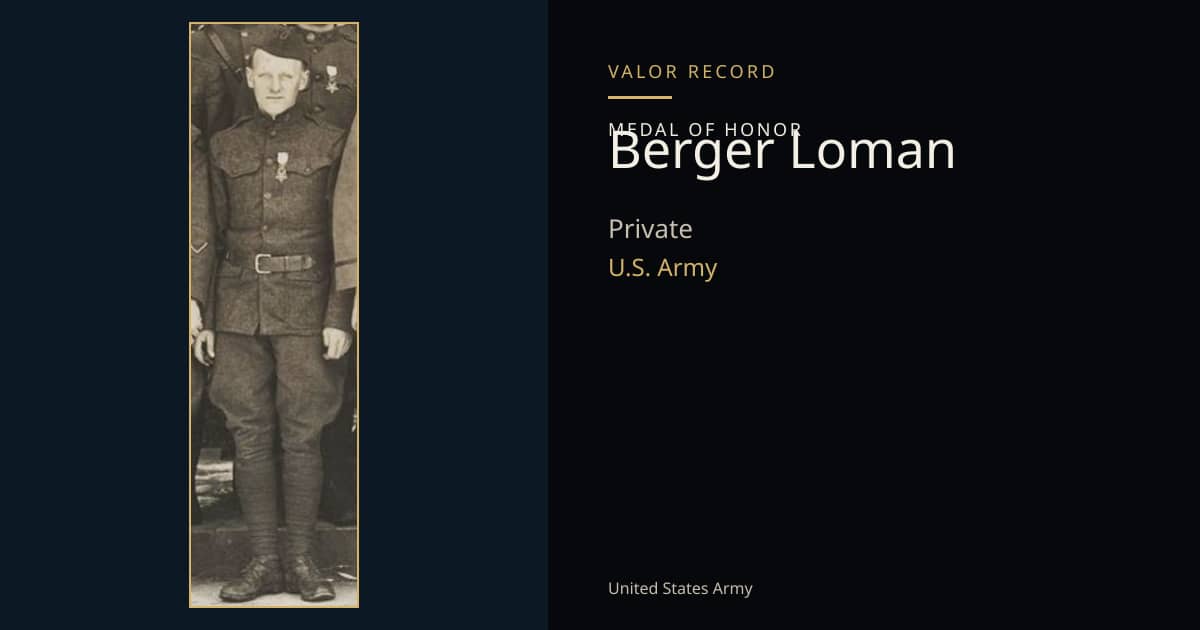 VALOR RECORD
MEDAL OF HONOR
Berger Loman
Private
U.S. Army
United States Army